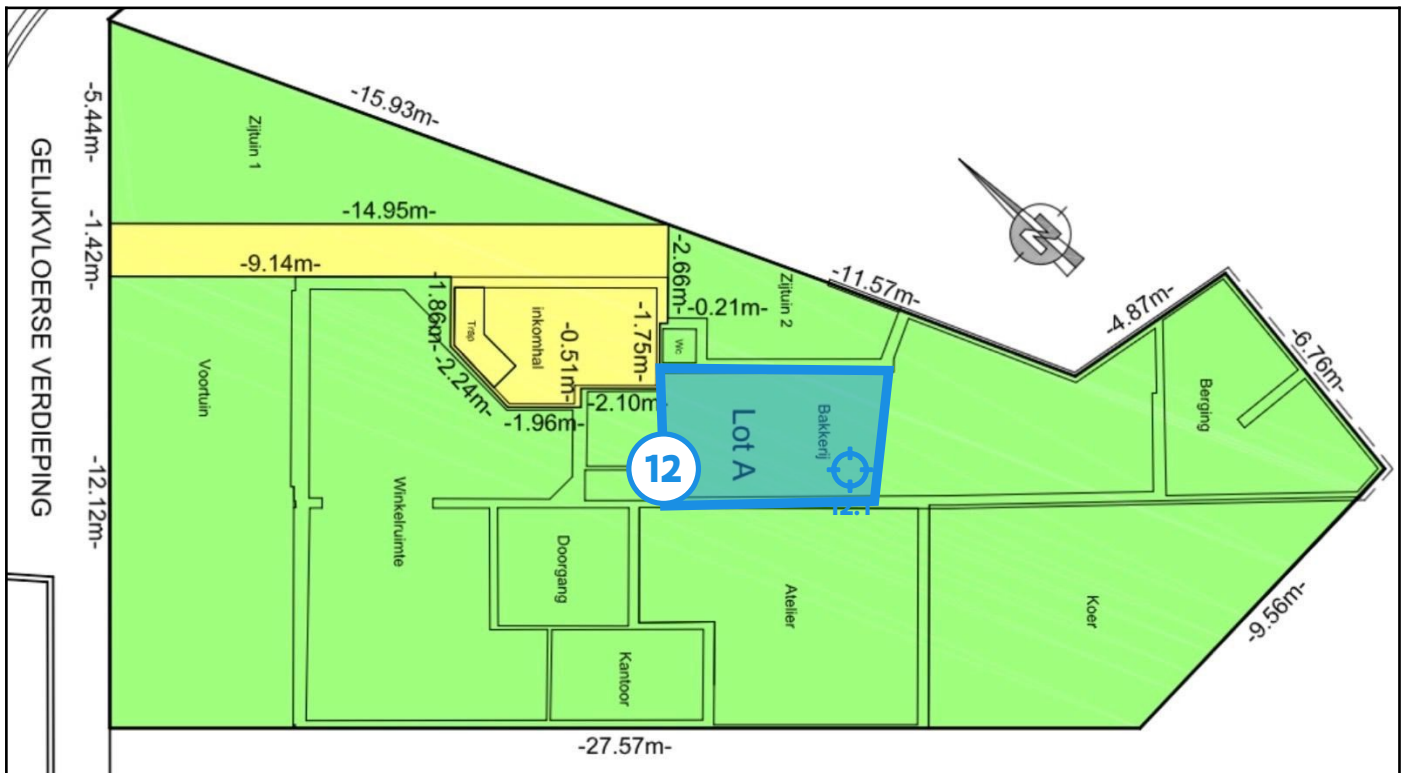 GELIJKVLOERSE VERDIEPING
-5.44m-
-1.42m-
-12.12m-
-15.93m-
Zijtuin 1
-14.95m-
-9.14m-
-2.66m-
-0.21m-
Zijtuin 2
-11.57m-
-4.87m-
-6.76m-
-1.86m-
Trap
inkomhal
-0.51m-
-1.75m-
Wc
-2.24m-
-1.96m-
-2.10m-
Voortuin
Winkelruimte
12
Lot A
Bakkerij
12.1
Berging
Doorgang
Kantoor
Atelier
Koer
-9.56m-
-27.57m-
N